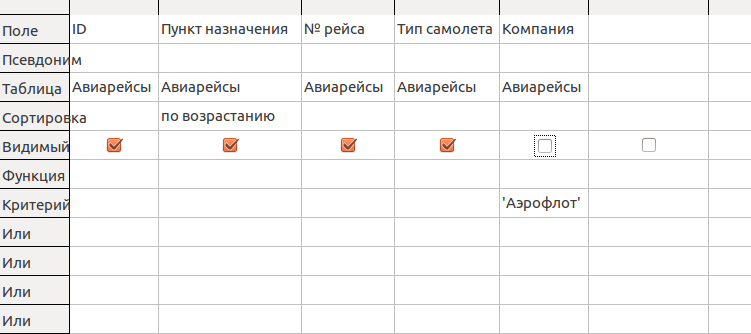 Поле ID Пункт назначения № рейса Тип самолета Компания
Псевдоним
Таблица Авиарейсы Авиарейсы Авиарейсы Авиарейсы Авиарейсы
Сортировка по возрастанию
Видимый
Функция
Критерий 'Аэрофлот'
Или
Или
Или
Или